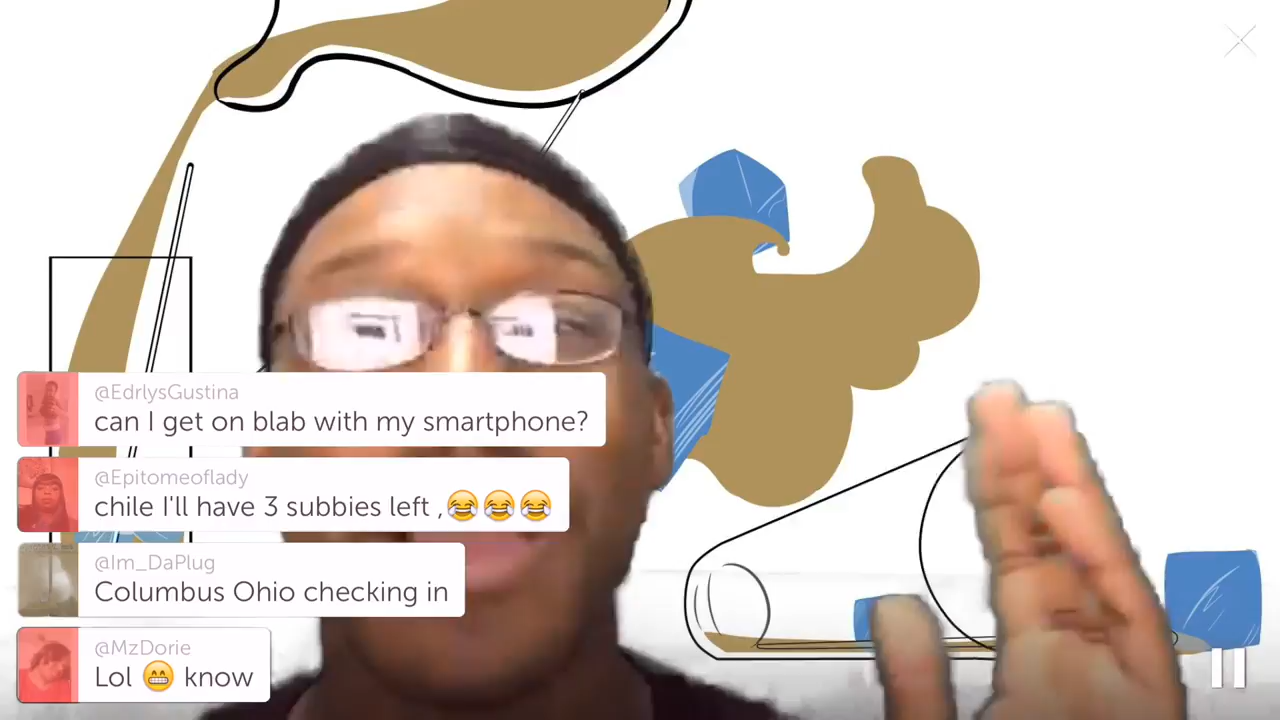 @EdrlysGustina
can I get on blab with my smartphone?
@Epitomeoflady
chile I'll have 3 subbies left ,😂😂😂
@Im_DaPlug
Columbus Ohio checking in
@MzDorie
Lol 😁 know